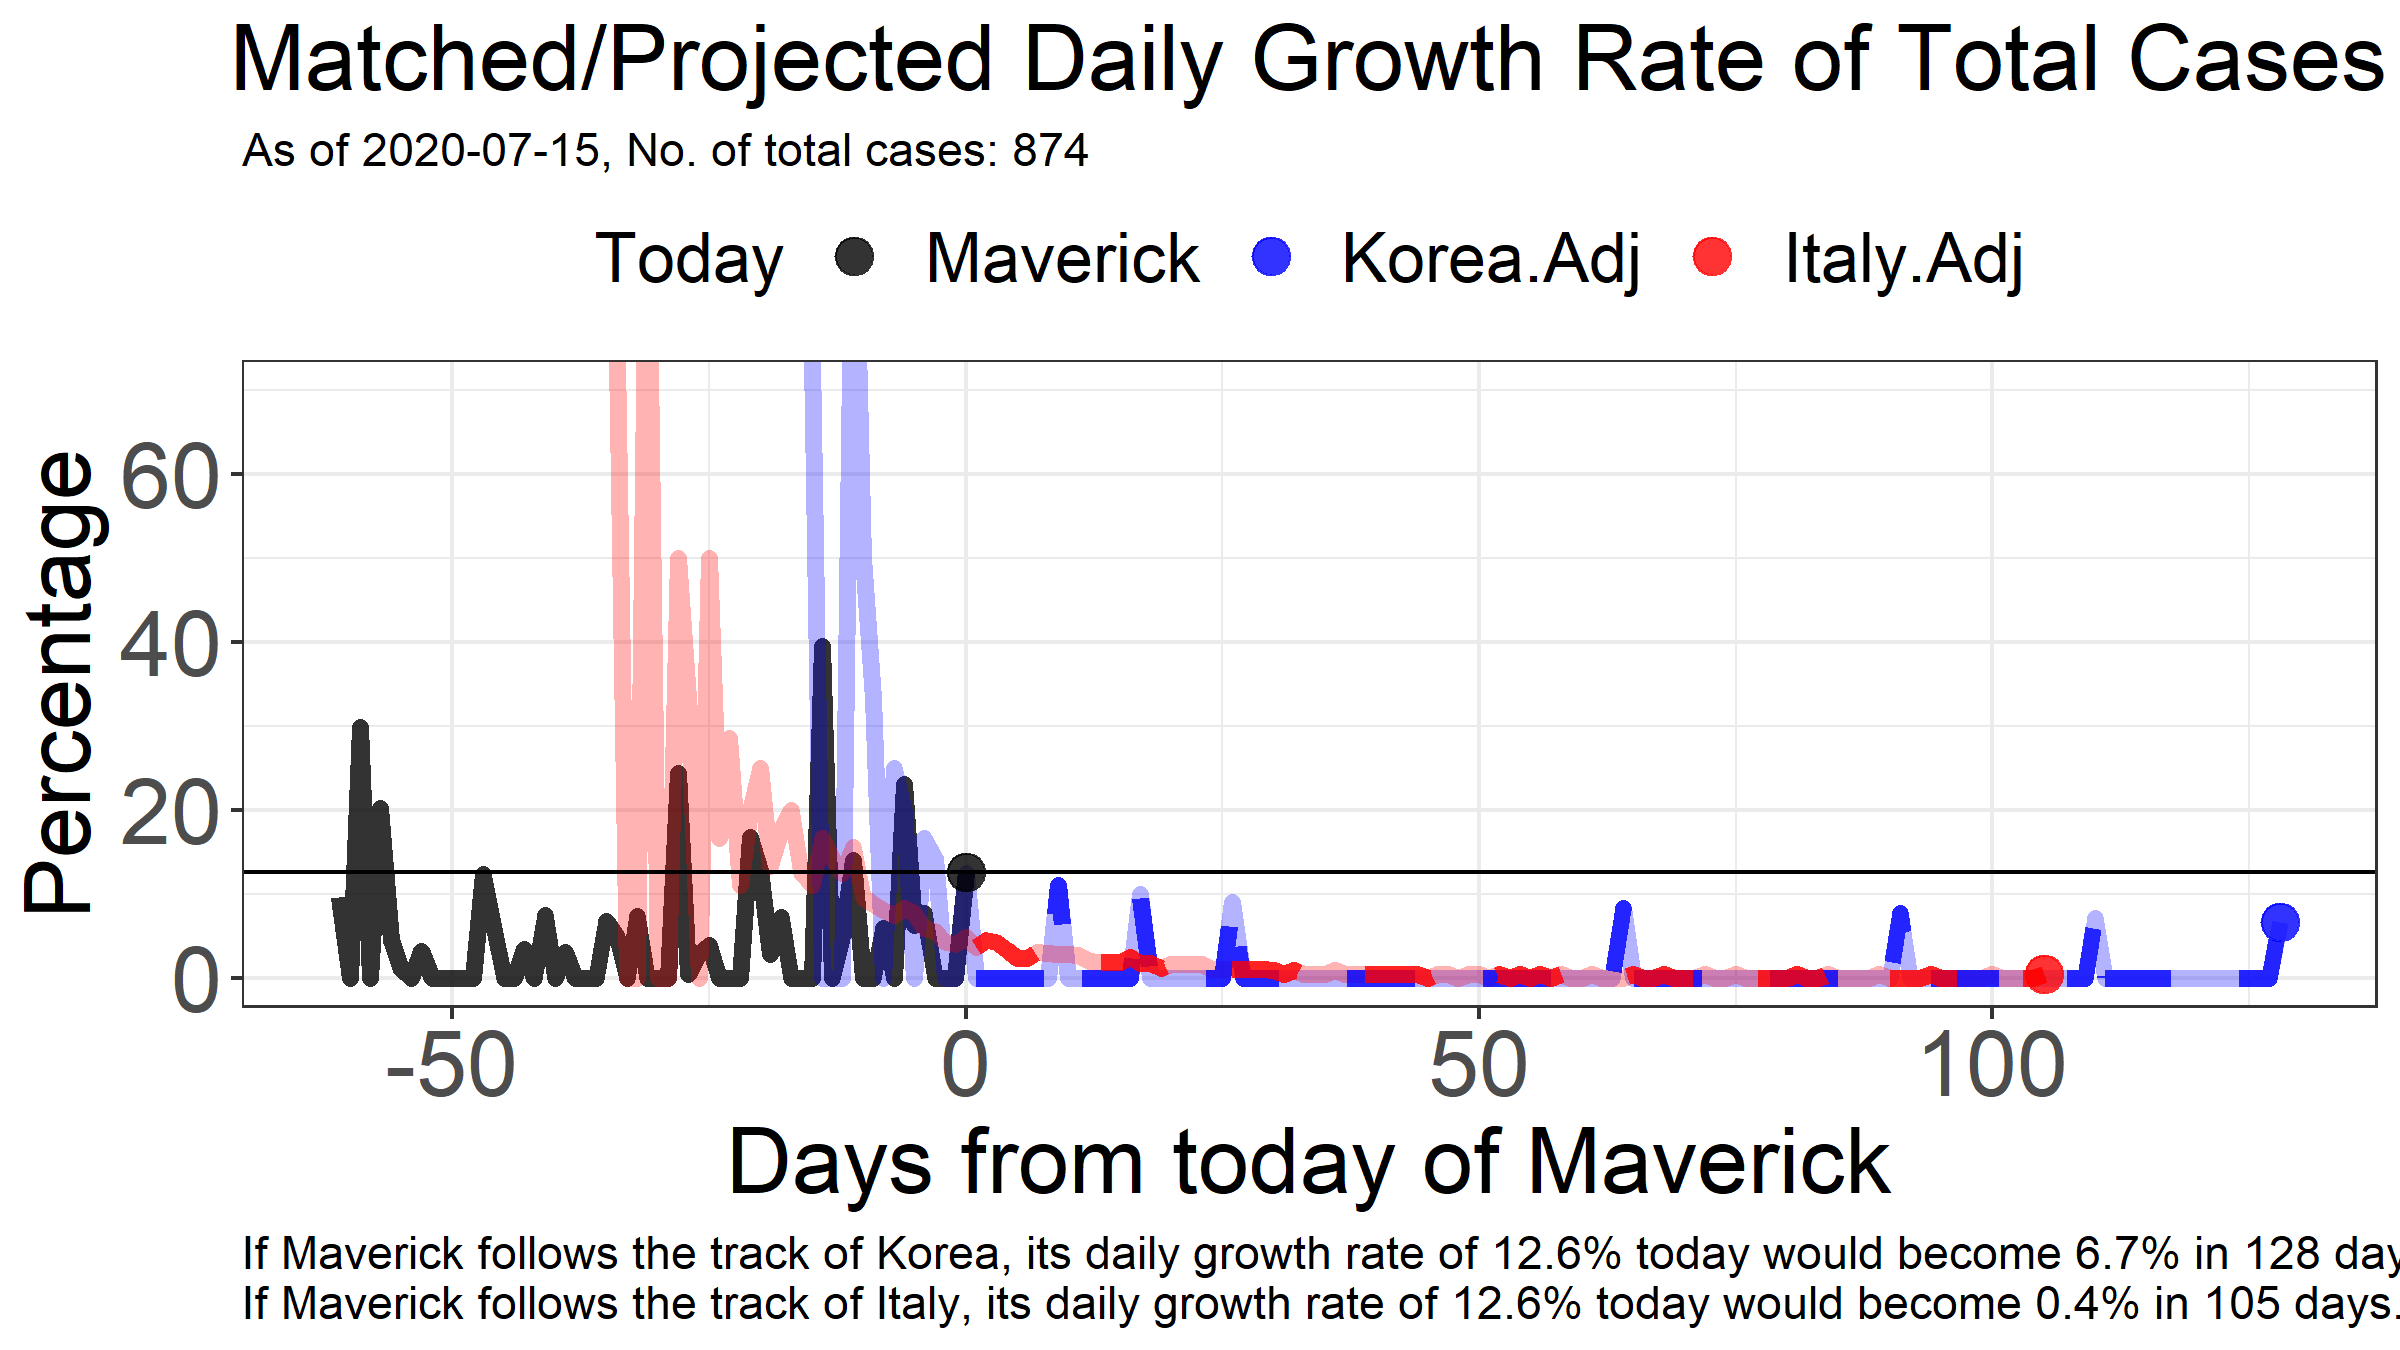 Matched/Projected Daily Growth Rate of Total Cases
As of 2020-07-15, No. of total cases: 874
Today Maverick Korea.Adj Italy.Adj
Percentage
60
40
20
0
-50 0 50 100
Days from today of Maverick
If Maverick follows the track of Korea, its daily growth rate of 12.6% today would become 6.7% in 128 day
If Maverick follows the track of Italy, its daily growth rate of 12.6% today would become 0.4% in 105 days.